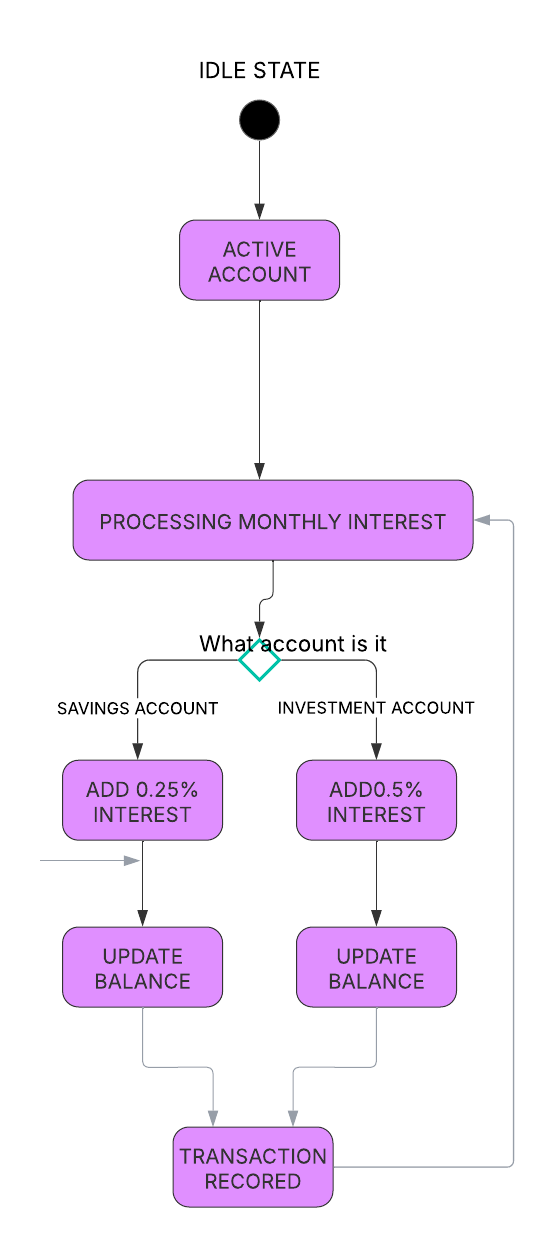 IDLE STATE
ACTIVE
ACCOUNT
PROCESSING MONTHLY INTEREST
What account is it
SAVINGS ACCOUNT
INVESTMENT ACCOUNT
ADD 0.25%
INTEREST
ADD0.5%
INTEREST
UPDATE
BALANCE
UPDATE
BALANCE
TRANSACTION
RECORED